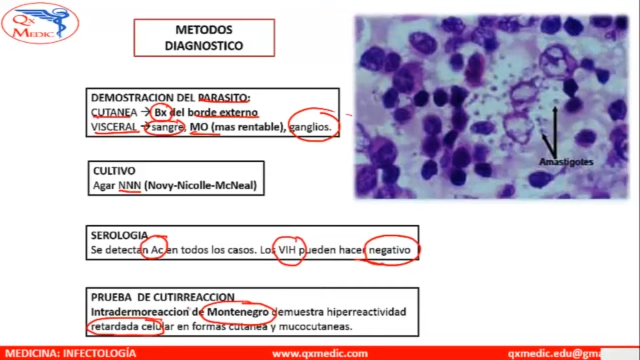 Qx
MEDIC
METODOS
DIAGNOSTICO
DEMOSTRACION DEL PARASITO:
CUTANEA → Bx del borde externo
VISCERAL → sangre, MO (mas rentable), ganglios.
CULTIVO
Agar NNN (Novy-Nicolle-McNeal)
SEROLOGIA
Se detectan Ac en todos los casos. Los VIH pueden hacer negativo
PRUEBA DE CUTIRREACCION
Intradermoreaccion de Montenegro demuestra hiperreactividad
retardada celular en formas cutanea y mucocutaneas.
Amastigotes
MEDICINA: INFECTOLOGÍA www.qxmedic.com qxmedic.edu@gma